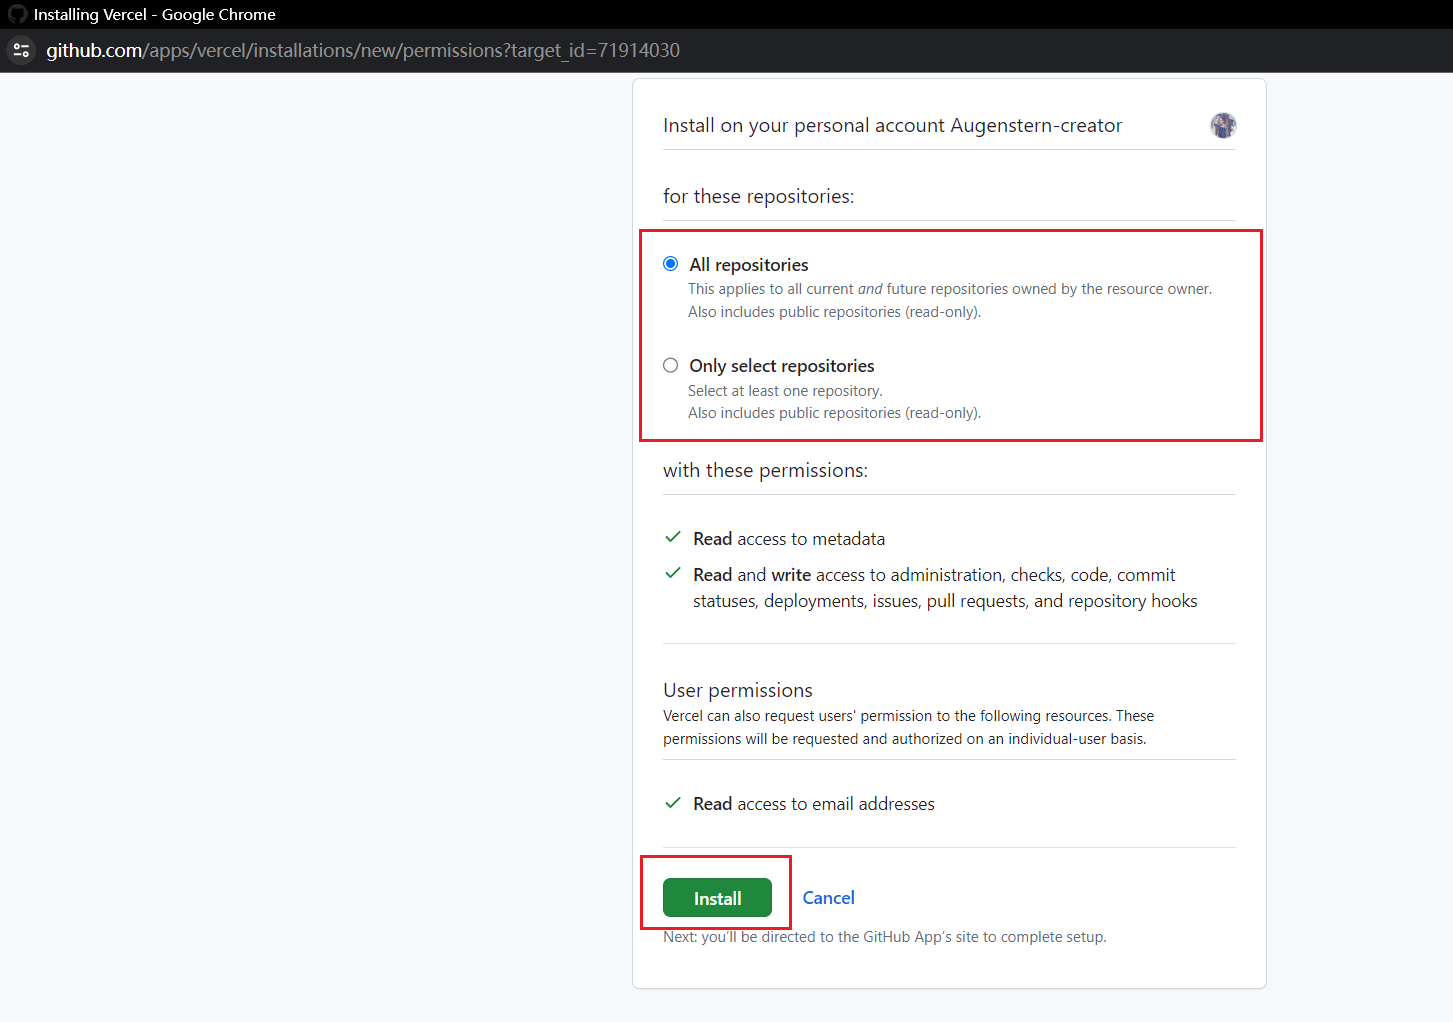 Installing Vercel - Google Chrome
github.com/apps/vercel/installations/new/permissions?target_id=71914030
Install on your personal account Augenstern-creator
for these repositories:
All repositories
This applies to all current and future repositories owned by the resource owner.
Also includes public repositories (read-only).
Only select repositories
Select at least one repository.
Also includes public repositories (read-only).
with these permissions:
Read access to metadata
Read and write access to administration, checks, code, commit
statuses, deployments, issues, pull requests, and repository hooks
User permissions
Vercel can also request users' permission to the following resources. These
permissions will be requested and authorized on an individual-user basis.
Read access to email addresses
Install Cancel
Next: you'll be directed to the GitHub App's site to complete setup.